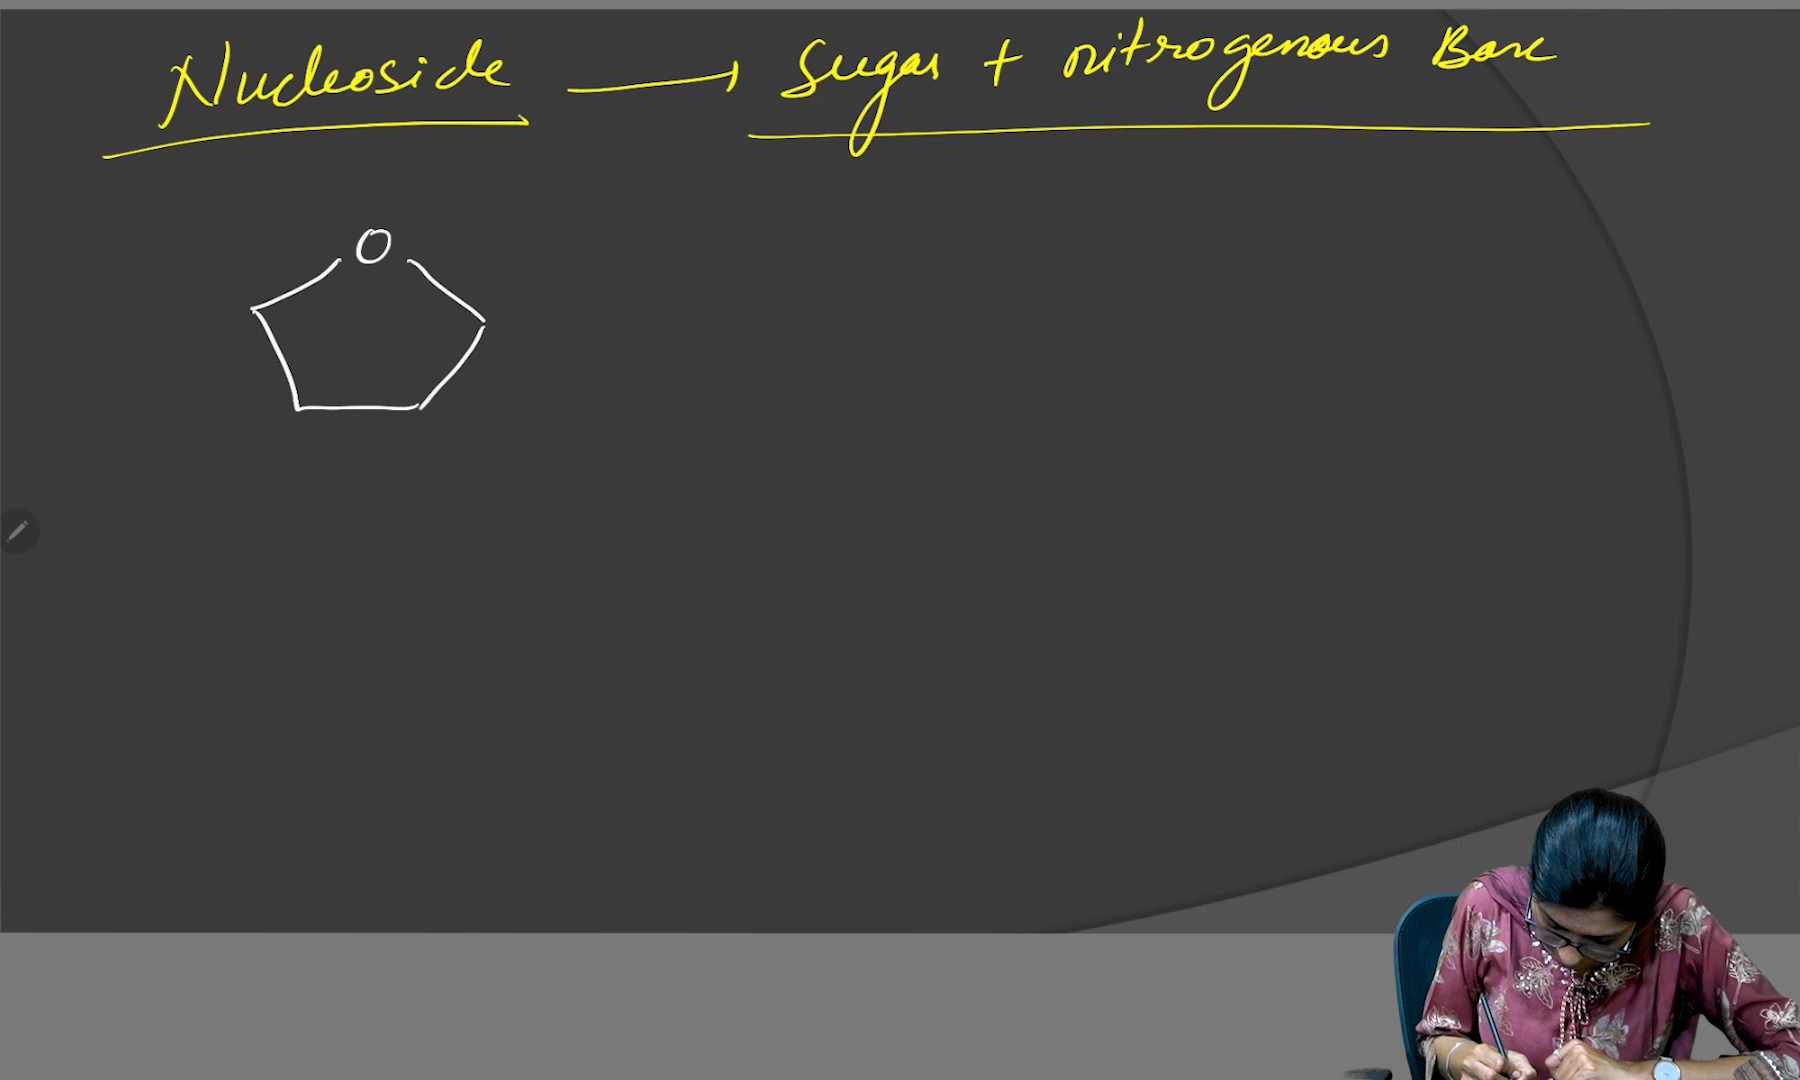 Nucleoside → Sugar + nitrogenous Base
O